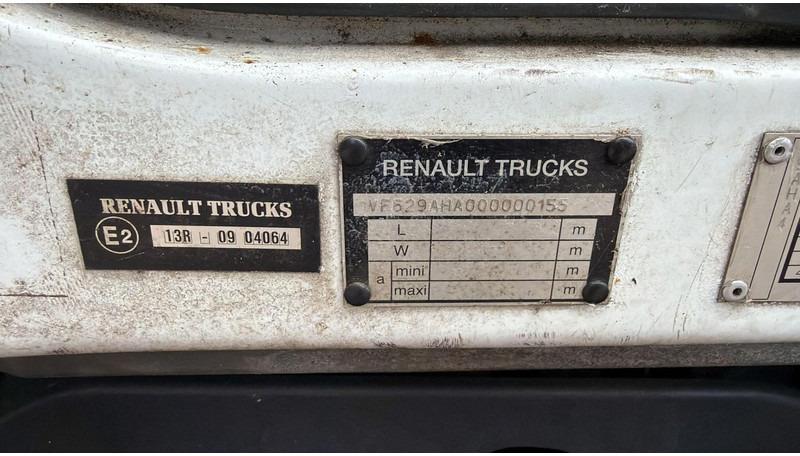 RENAULT TRUCKS
E2 13R - 09 04064
RENAULT TRUCKS
VF629AHA000000155
L m
W m
a mini m
maxi m